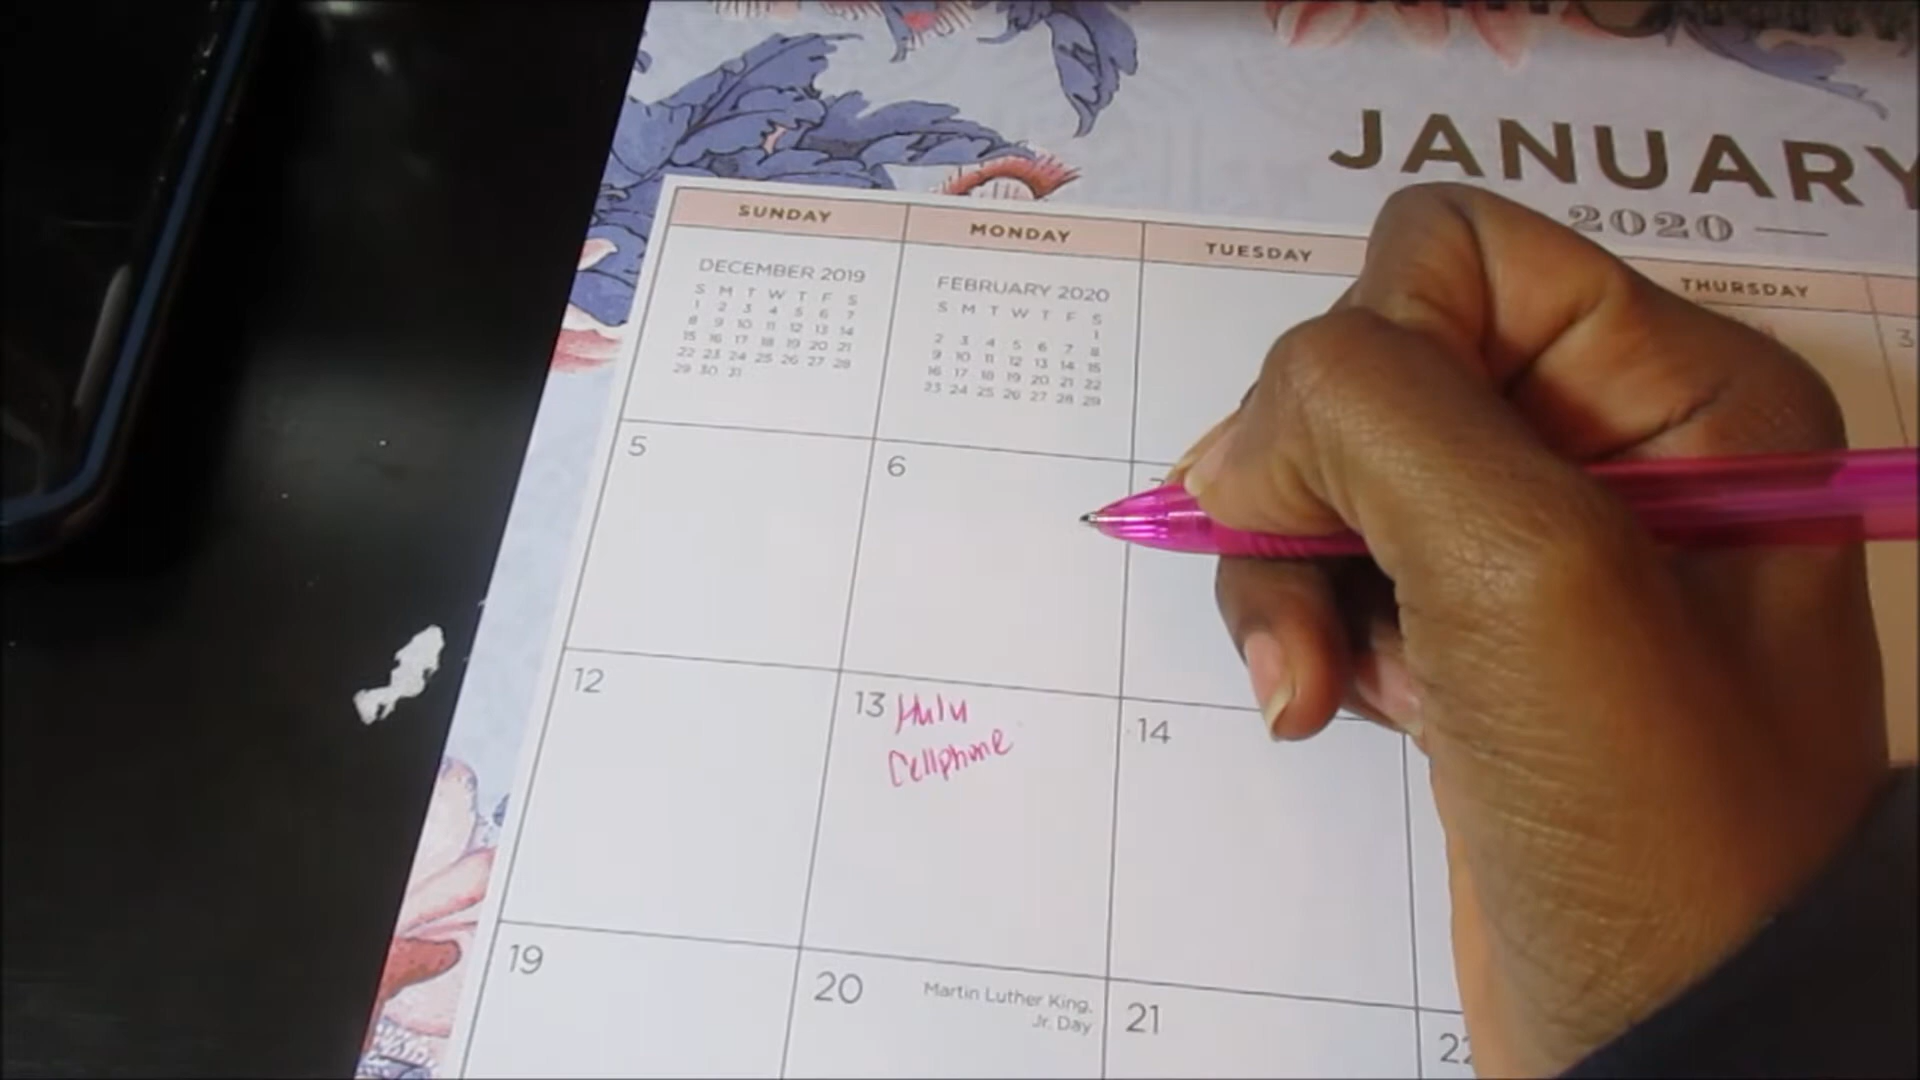 JANUARY
2020
SUNDAY MONDAY TUESDAY THURSDAY
DECEMBER 2019
S M T W T F S
1 2 3 4 5 6 7
8 9 10 11 12 13 14
15 16 17 18 19 20 21
22 23 24 25 26 27 28
29 30 31
FEBRUARY 2020
S M T W T F S
1
2 3 4 5 6 7 8
9 10 11 12 13 14 15
16 17 18 19 20 21 22
23 24 25 26 27 28 29
3
5 6 7
12 13 Hulu 14
Cellphone
19 20 Martin Luther King, 21 22
Jr. Day